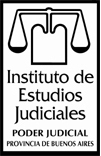 Instituto de
Estudios
Judiciales
PODER JUDICIAL
PROVINCIA DE BUENOS AIRES